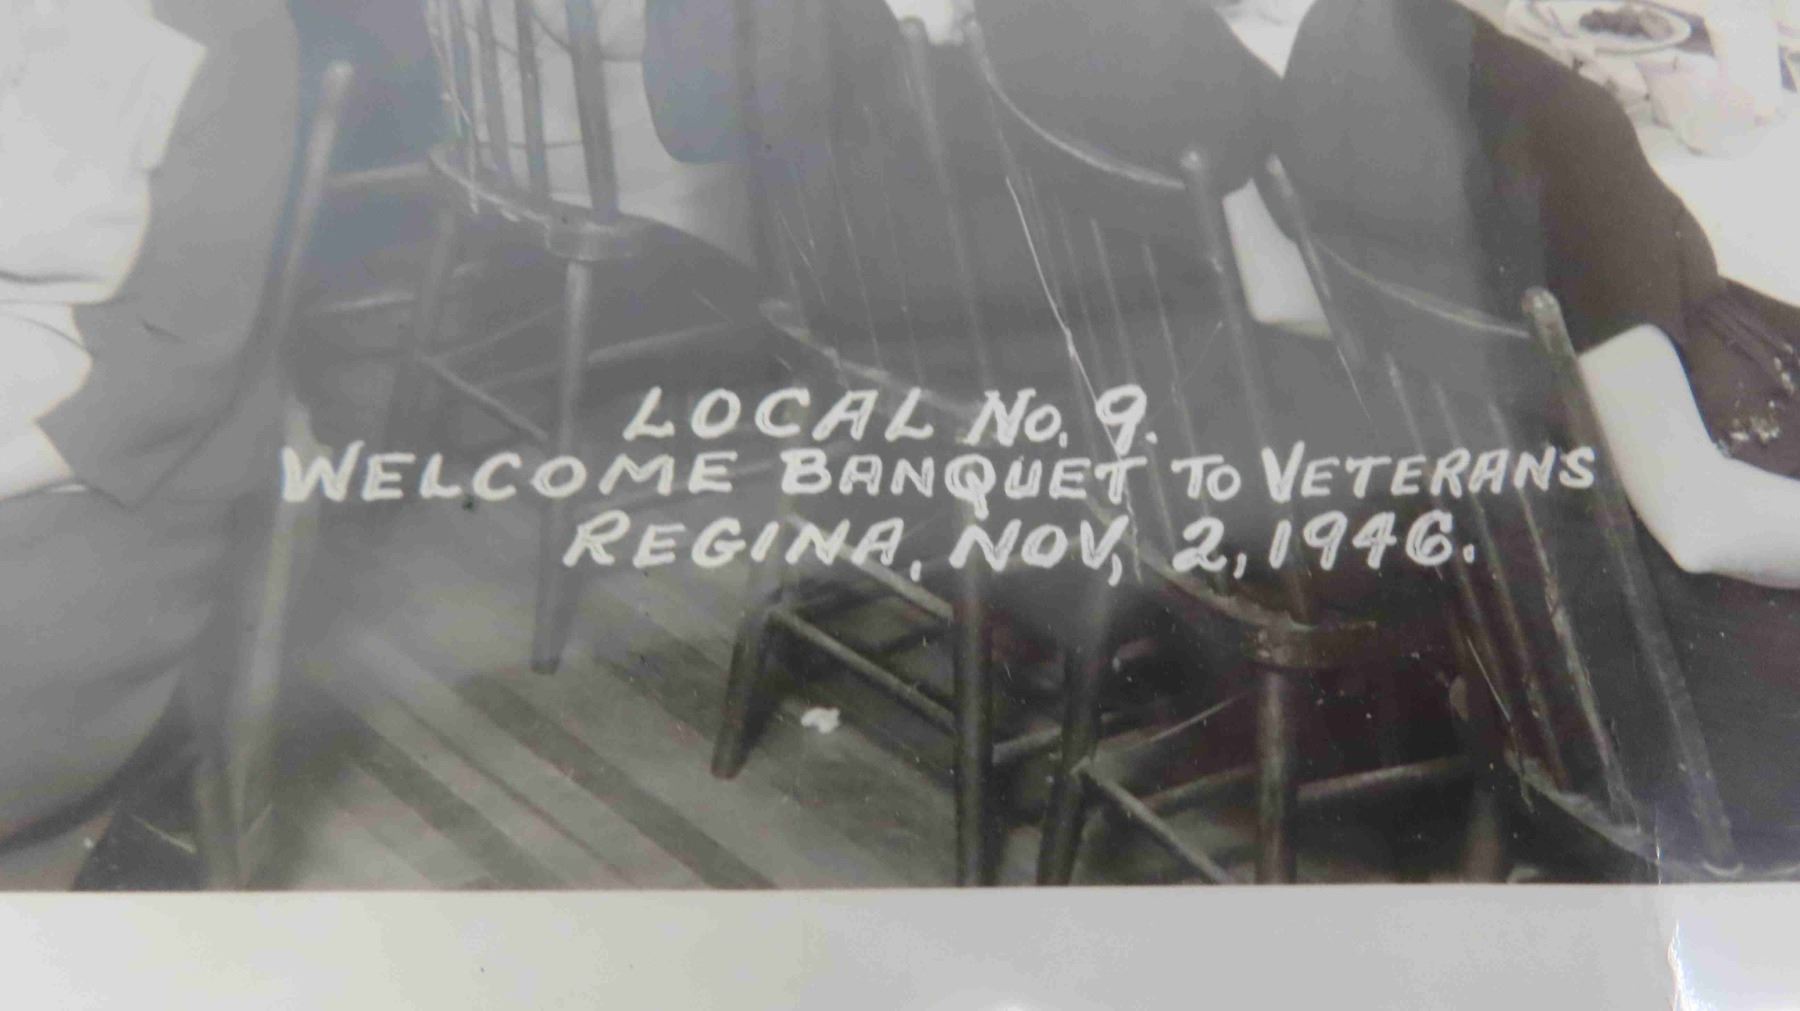 LOCAL No. 9.
WELCOME BANQUET TO VETERANS
REGINA, NOV, 2, 1946.